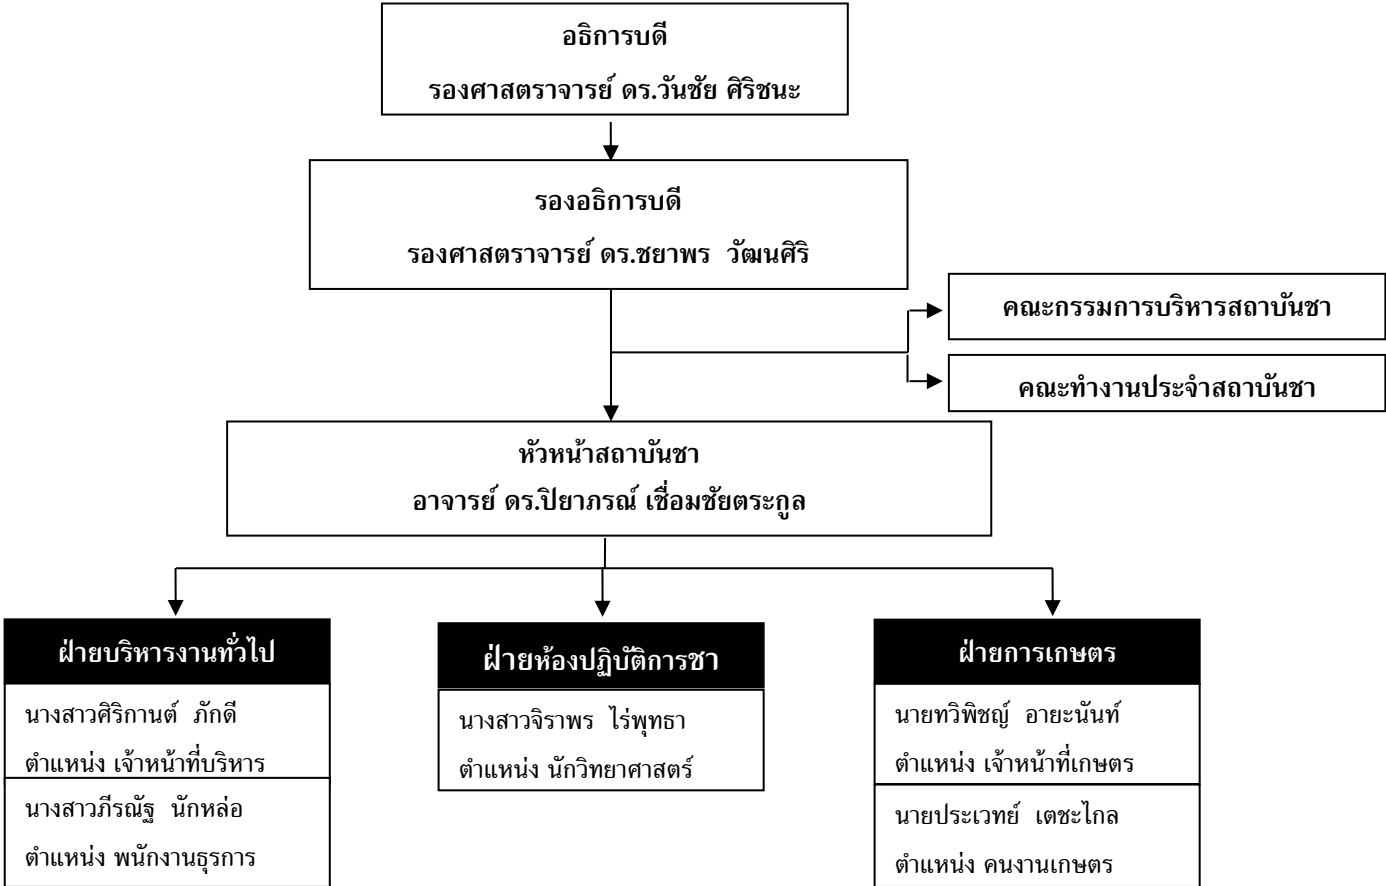 อธิการบดี
รองศาสตราจารย์ ดร.วันชัย ศิริชนะ
รองอธิการบดี
รองศาสตราจารย์ ดร.ชยาพร วัฒนศิริ
คณะกรรมการบริหารสถาบันชา
คณะทำงานประจำสถาบันชา
หัวหน้าสถาบันชา
อาจารย์ ดร.ปิยาภรณ์ เชื่อมชัยตระกูล
ฝ่ายบริหารงานทั่วไป
นางสาวศิริกานต์ ภักดี
ตำแหน่ง เจ้าหน้าที่บริหาร
นางสาวภีรณัฐ นักหล่อ
ตำแหน่ง พนักงานธุรการ
ฝ่ายห้องปฏิบัติการชา
นางสาวจิราพร ไร่พุทธา
ตำแหน่ง นักวิทยาศาสตร์
ฝ่ายการเกษตร
นายทวิพิชญ์ อายะนันท์
ตำแหน่ง เจ้าหน้าที่เกษตร
นายประเวทย์ เตชะไกล
ตำแหน่ง คนงานเกษตร